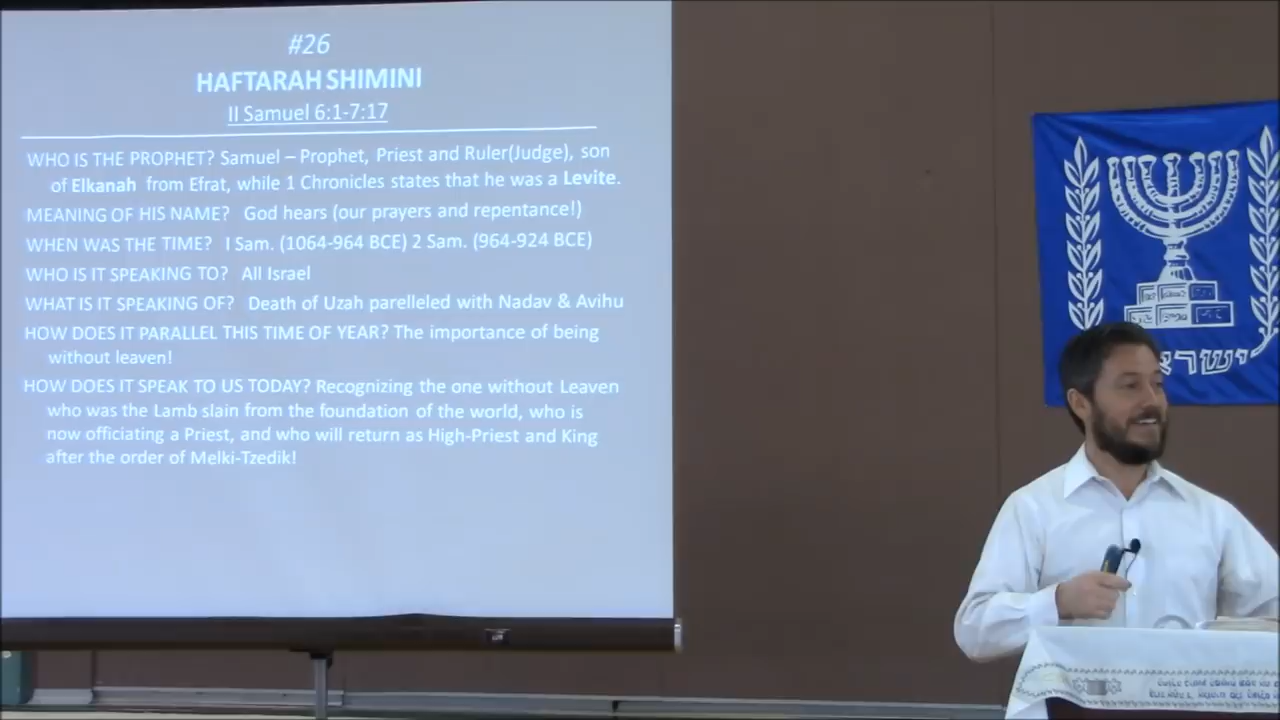 #26
HAFTARAH SHIMINI
II Samuel 6:1-7:17
WHO IS THE PROPHET? Samuel – Prophet, Priest and Ruler(Judge), son
of Elkanah from Efrat, while 1 Chronicles states that he was a Levite.
MEANING OF HIS NAME? God hears (our prayers and repentance!)
WHEN WAS THE TIME? I Sam. (1064-964 BCE) 2 Sam. (964-924 BCE)
WHO IS IT SPEAKING TO? All Israel
WHAT IS IT SPEAKING OF? Death of Uzah parelleled with Nadav & Avihu
HOW DOES IT PARALLEL THIS TIME OF YEAR? The importance of being
without leaven!
HOW DOES IT SPEAK TO US TODAY? Recognizing the one without Leaven
who was the Lamb slain from the foundation of the world, who is
now officiating a Priest, and who will return as High-Priest and King
after the order of Melki-Tzedik!